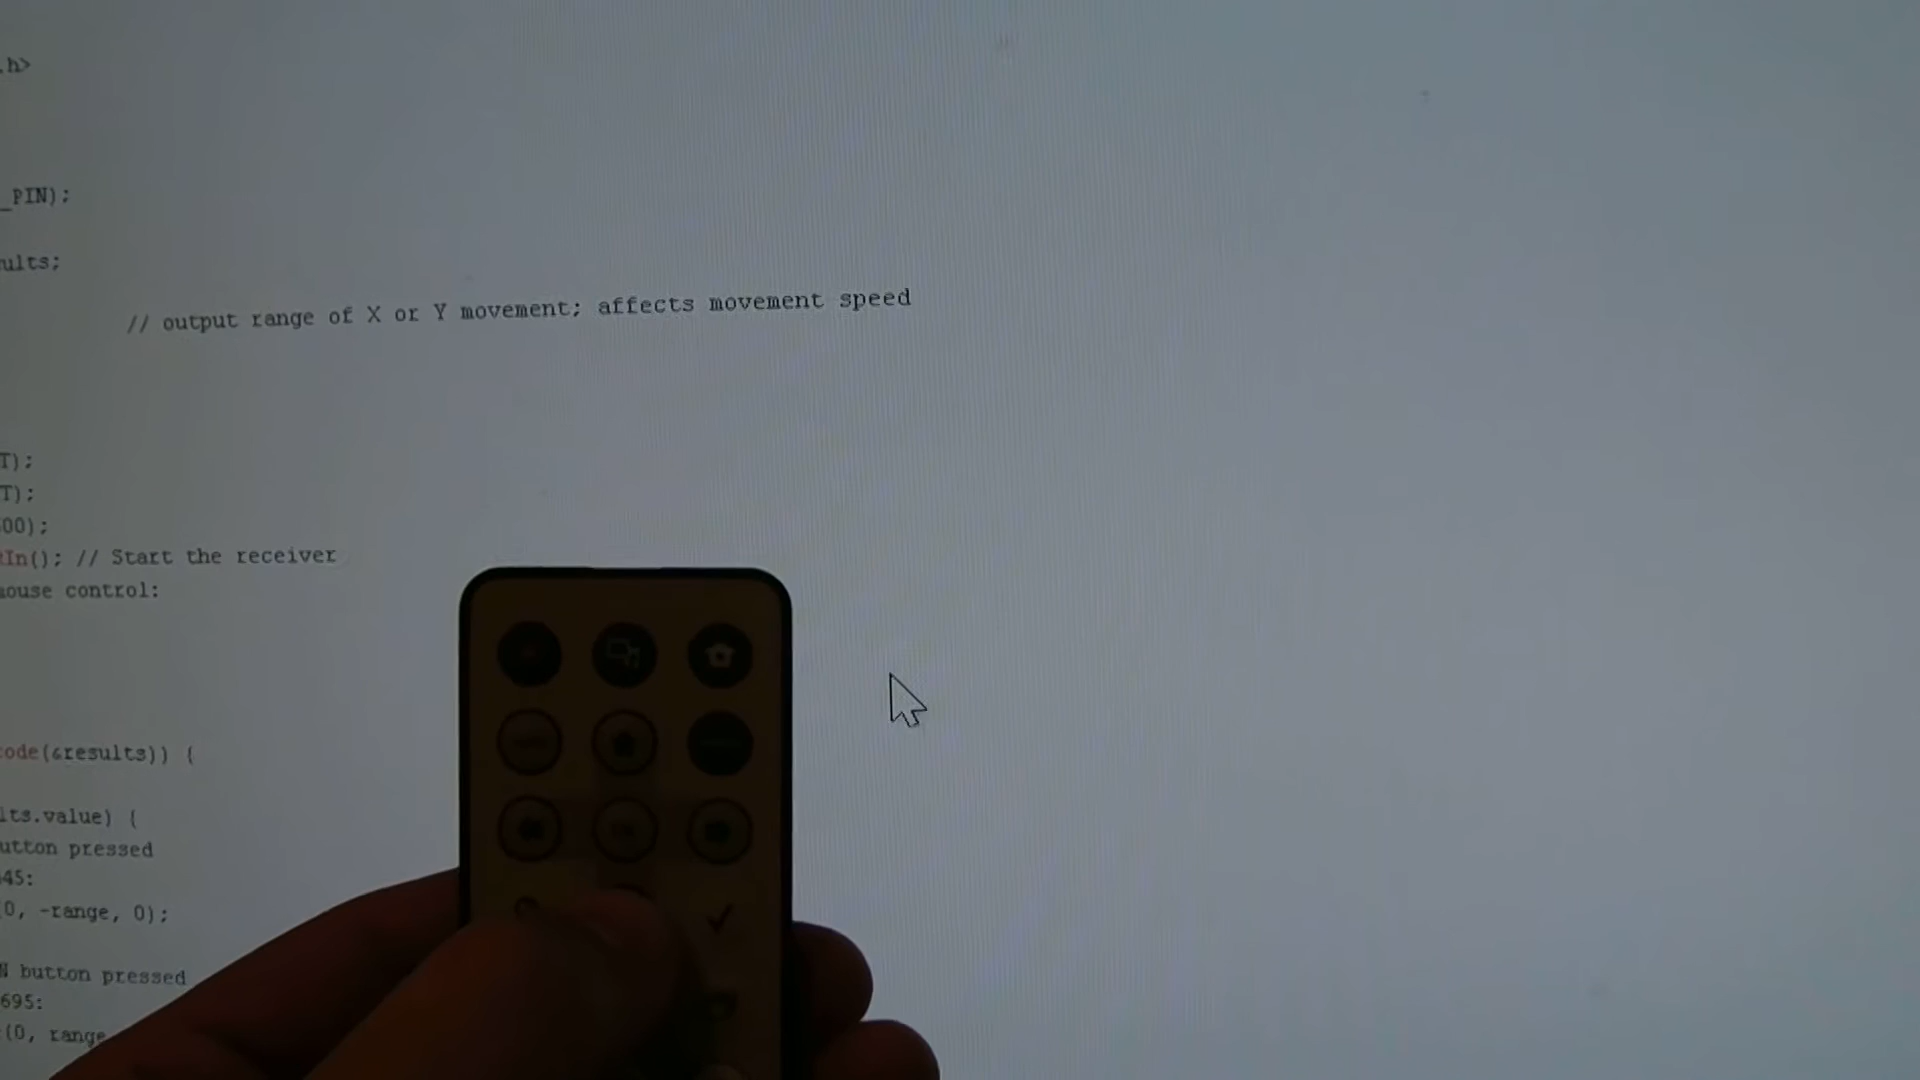 .h>
_PIN);
ults;
// output range of X or Y movement; affects movement speed
T);
T);
00);
In(); // Start the receiver
ouse control:
ode(&results)) {
lts.value) {
utton pressed
45:
0, -range, 0);
N button pressed
695:
(0, range